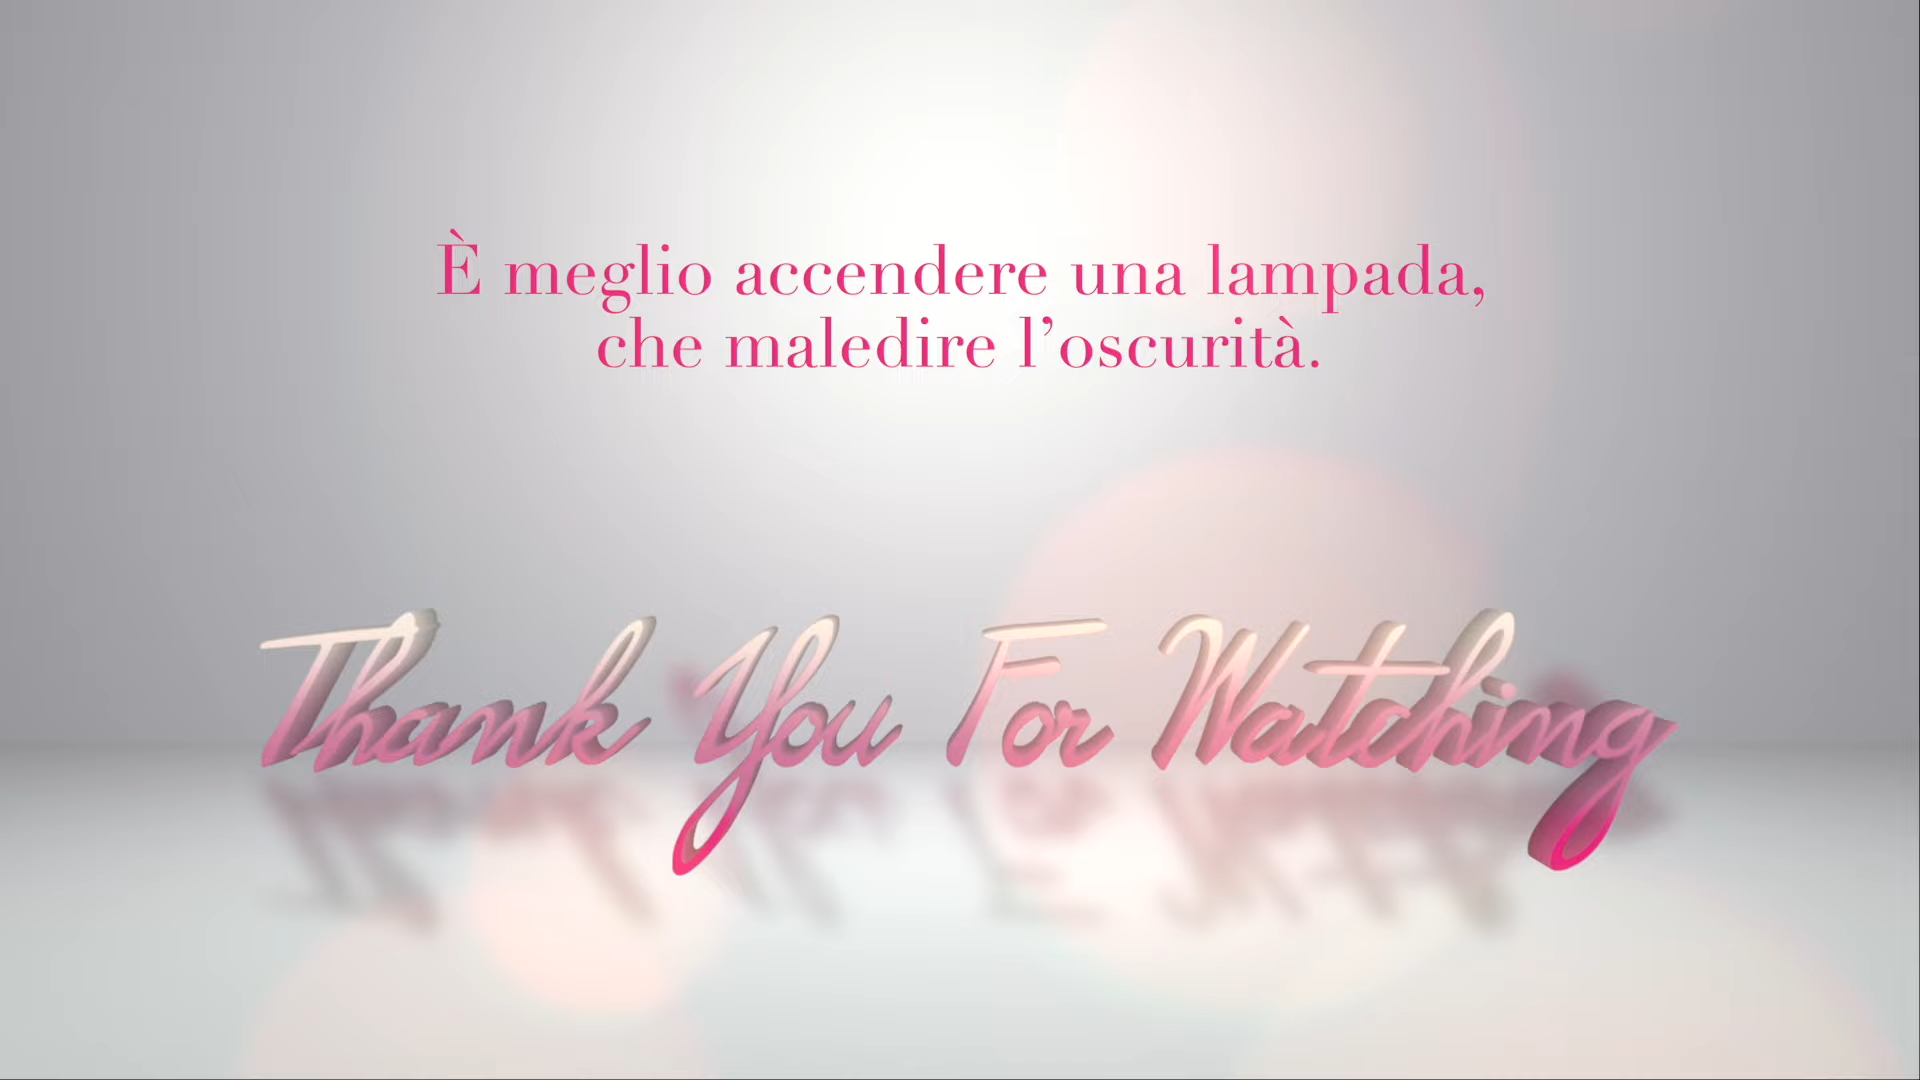 È meglio accendere una lampada,
che maledire l’oscurità.
Thank You For Watching